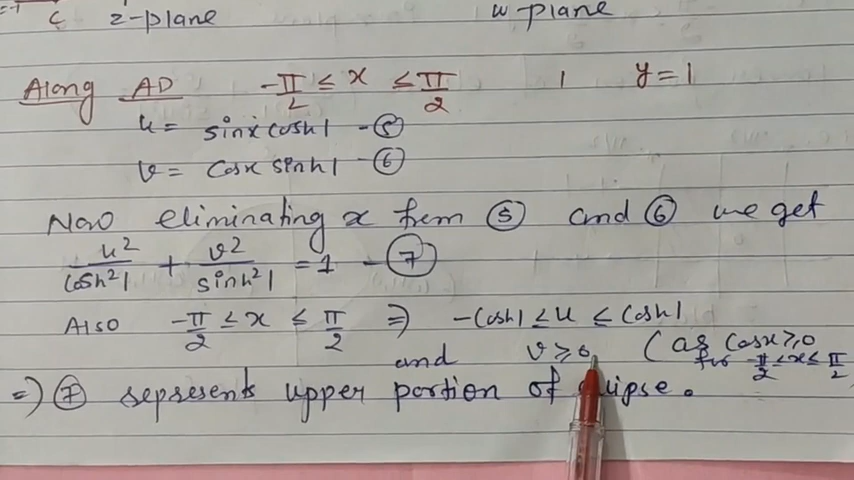 z-plane w-plane
Along AD -π/2 ≤ x ≤ π/2 , y=1
u = sinx cosh1 -⑤
v = cosx sinh1 -⑥
Now eliminating x from ⑤ and ⑥ we get
u²/cosh²1 + v²/sinh²1 = 1 -⑦
Also -π/2 ≤ x ≤ π/2 ⇒ -cosh1 ≤ u ≤ cosh1
and v ≥ 0 (as cosx ≥ 0
for -π/2 ≤ x ≤ π/2
⇒ ⑦ represents upper portion of ellipse.